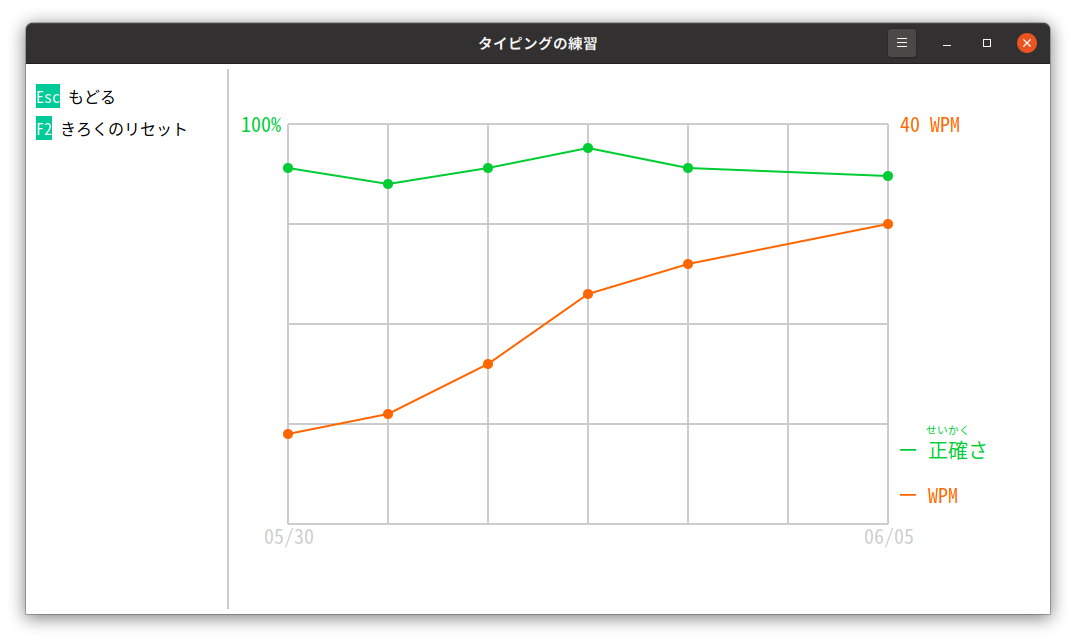 タイピングの練習
Esc もどる
F2 きろくのリセット
100%
40 WPM
せいかく
正確さ
WPM
05/30
06/05